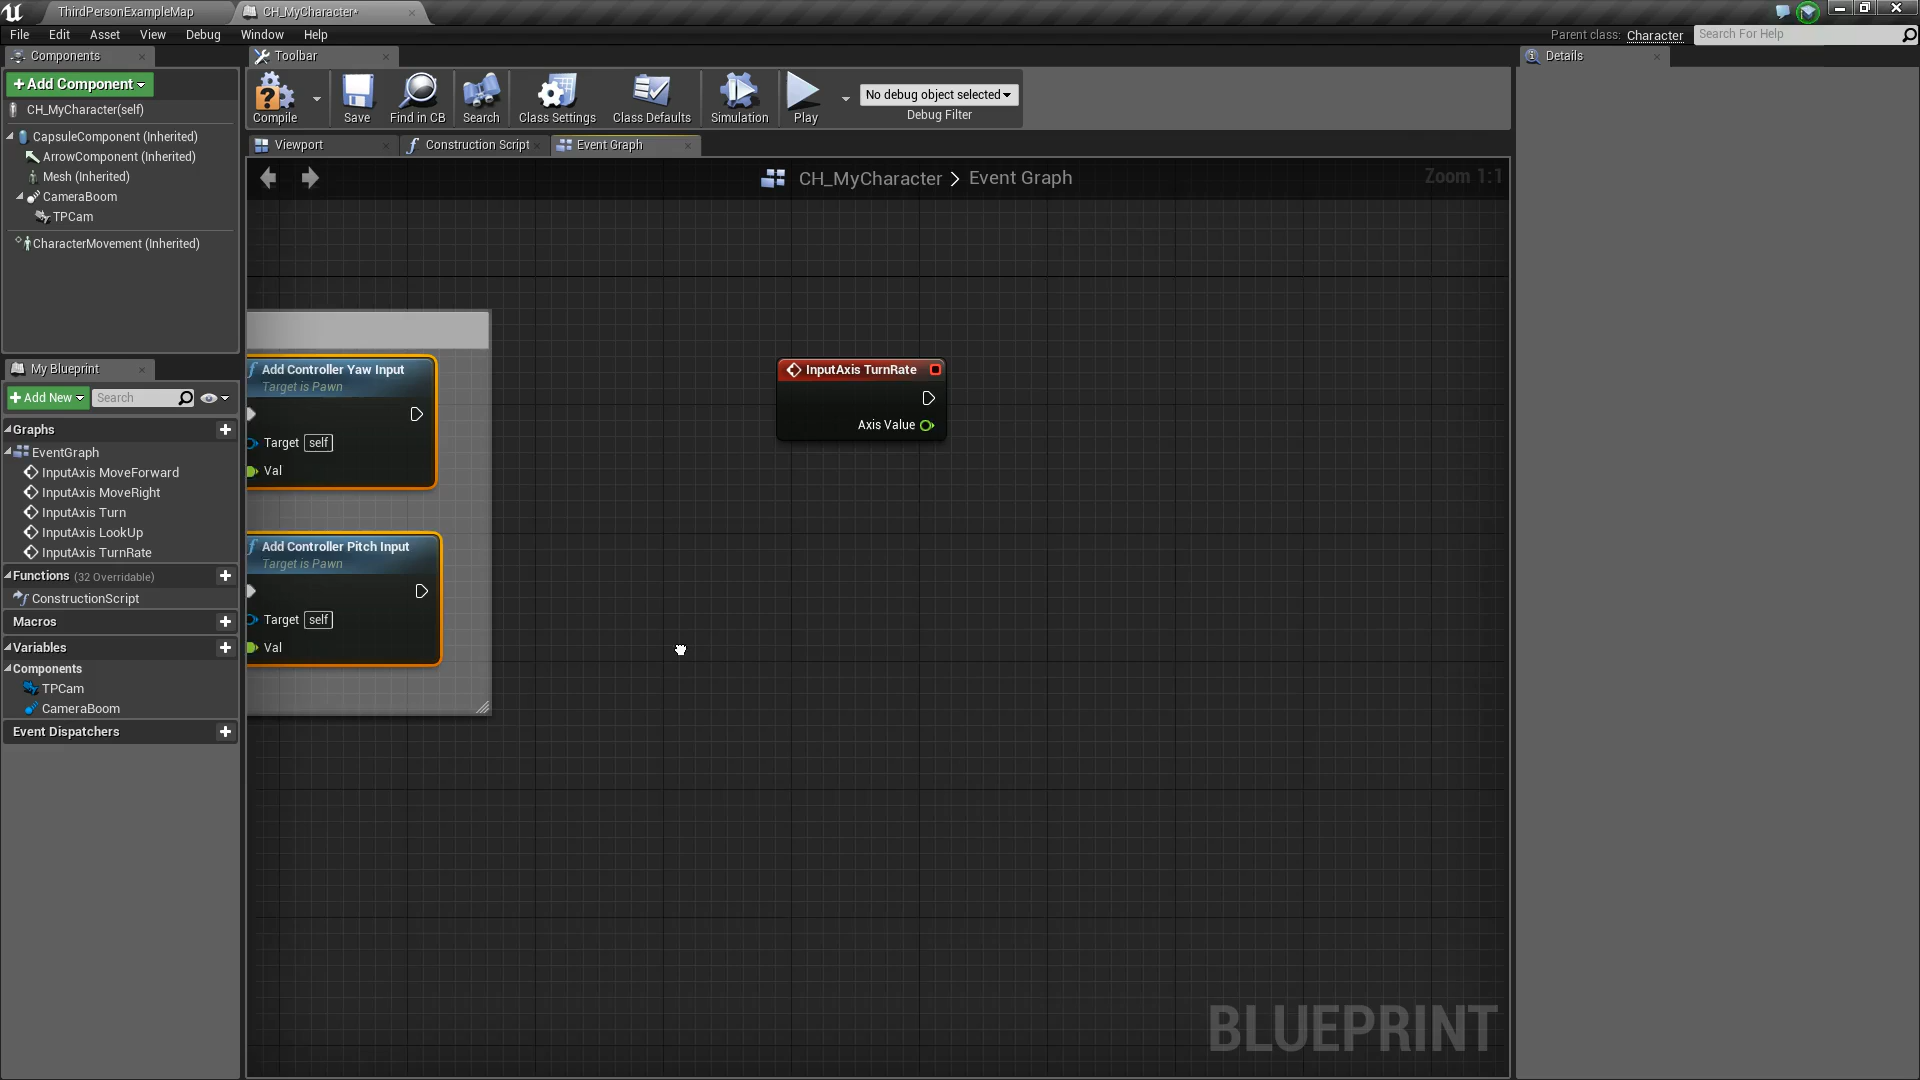 ThirdPersonExampleMap
CH_MyCharacter*
File Edit Asset View Debug Window Help
Parent class: Character
Search For Help
Components
Toolbar
Details
+Add Component
CH_MyCharacter(self)
CapsuleComponent (Inherited)
ArrowComponent (Inherited)
Mesh (Inherited)
CameraBoom
TPCam
CharacterMovement (Inherited)
Compile
Save
Find in CB
Search
Class Settings
Class Defaults
Simulation
Play
No debug object selected
Debug Filter
Viewport
Construction Script
Event Graph
CH_MyCharacter > Event Graph
Zoom 1:1
My Blueprint
+Add New
Search
Graphs
EventGraph
InputAxis MoveForward
InputAxis MoveRight
InputAxis Turn
InputAxis LookUp
InputAxis TurnRate
Functions (32 Overridable)
ConstructionScript
Macros
Variables
Components
TPCam
CameraBoom
Event Dispatchers
Add Controller Yaw Input
Target is Pawn
Target self
Val
Add Controller Pitch Input
Target is Pawn
Target self
Val
InputAxis TurnRate
Axis Value
BLUEPRINT